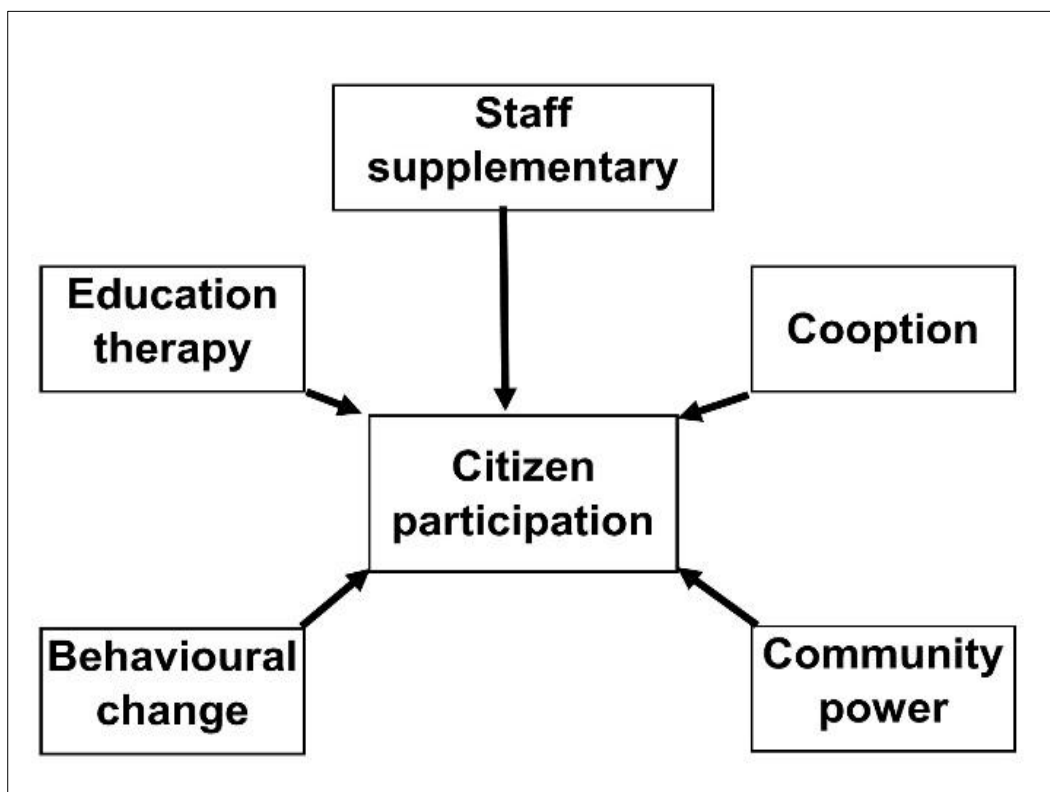 Staff
supplementary
Education
therapy
Cooption
Citizen
participation
Behavioural
change
Community
power